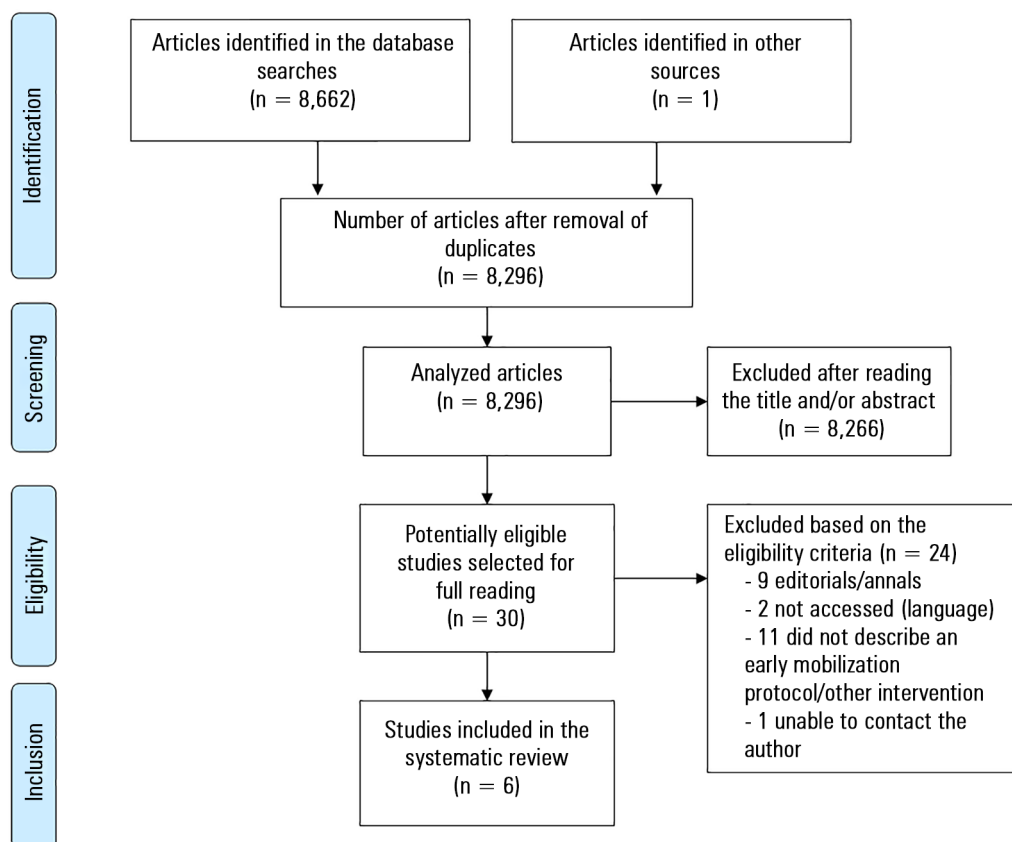 Identification
Articles identified in the database
searches
(n = 8,662)
Articles identified in other
sources
(n = 1)
Number of articles after removal of
duplicates
(n = 8,296)
Screening
Analyzed articles
(n = 8,296)
Excluded after reading
the title and/or abstract
(n = 8,266)
Eligibility
Potentially eligible
studies selected for
full reading
(n = 30)
Excluded based on the
eligibility criteria (n = 24)
- 9 editorials/annals
- 2 not accessed (language)
- 11 did not describe an
early mobilization
protocol/other intervention
- 1 unable to contact the
author
Inclusion
Studies included in the
systematic review
(n = 6)